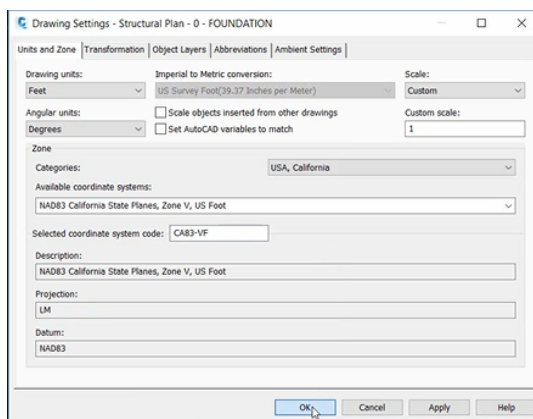 Drawing Settings - Structural Plan - 0 - FOUNDATION
Units and Zone Transformation Object Layers Abbreviations Ambient Settings
Drawing units: Imperial to Metric conversion: Scale:
Feet US Survey Foot(39.37 Inches per Meter) Custom
Angular units: Scale objects inserted from other drawings Custom scale:
Degrees Set AutoCAD variables to match 1
Zone
Categories: USA, California
Available coordinate systems:
NAD83 California State Planes, Zone V, US Foot
Selected coordinate system code: CA83-VF
Description:
NAD83 California State Planes, Zone V, US Foot
Projection:
LM
Datum:
NAD83
OK Cancel Apply Help